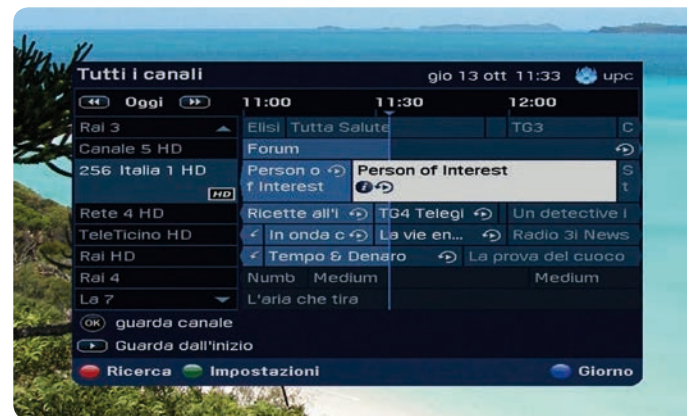 Tutti i canali gio 13 ott 11:33 upc
Oggi 11:00 11:30 12:00
Rai 3 Elisi Tutta Salute TG3 C
Canale 5 HD Forum
256 Italia 1 HD Person o Person of Interest S
HD f Interest i t
Rete 4 HD Ricette all'i TG4 Telegi Un detective i
TeleTicino HD In onda c La vie en... Radio 3i News
Rai HD Tempo & Denaro La prova del cuoco
Rai 4 Numb Medium Medium
La 7 L'aria che tira
OK guarda canale
Guarda dall'inizio
Ricerca Impostazioni Giorno